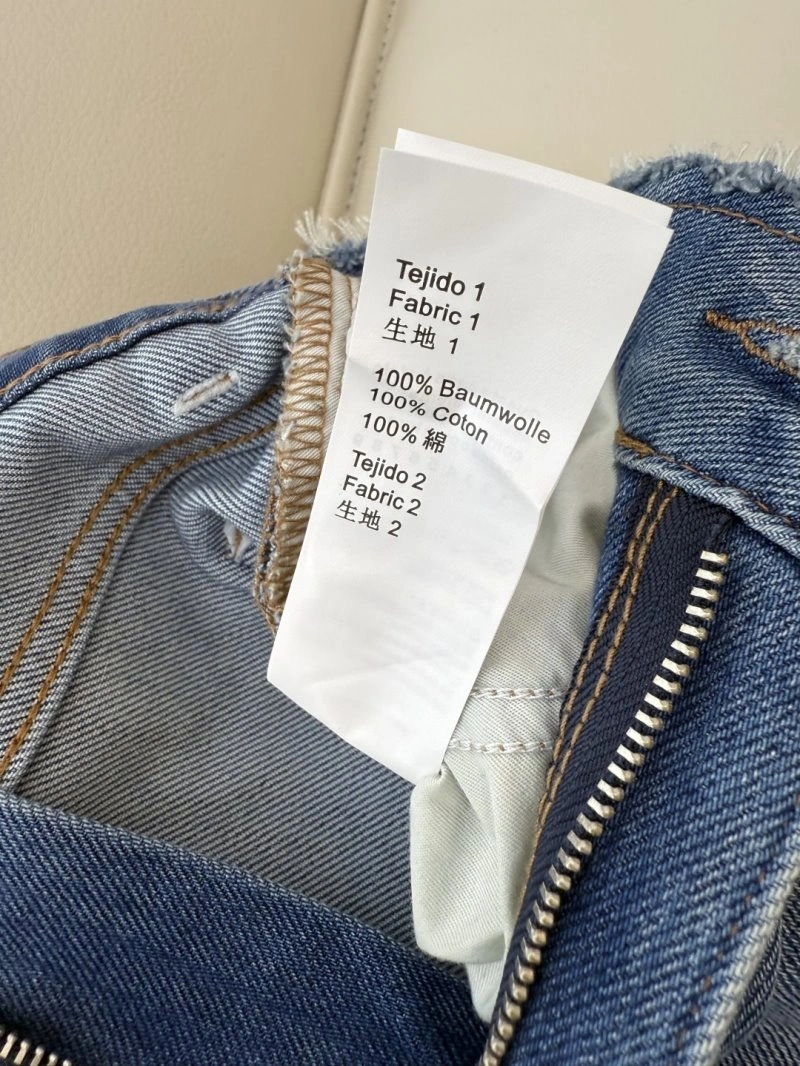 Tejido 1
Fabric 1
生地 1
100% Baumwolle
100% Coton
100% 綿
Tejido 2
Fabric 2
生地 2